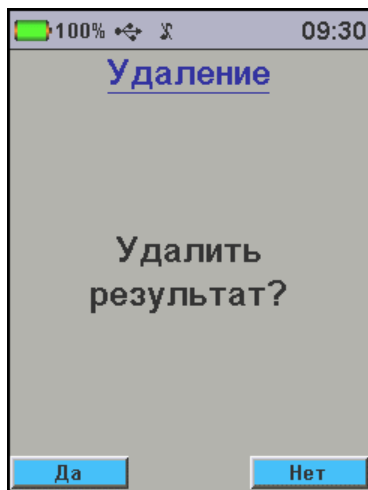 100% 09:30
Удаление
Удалить
результат?
Да Нет